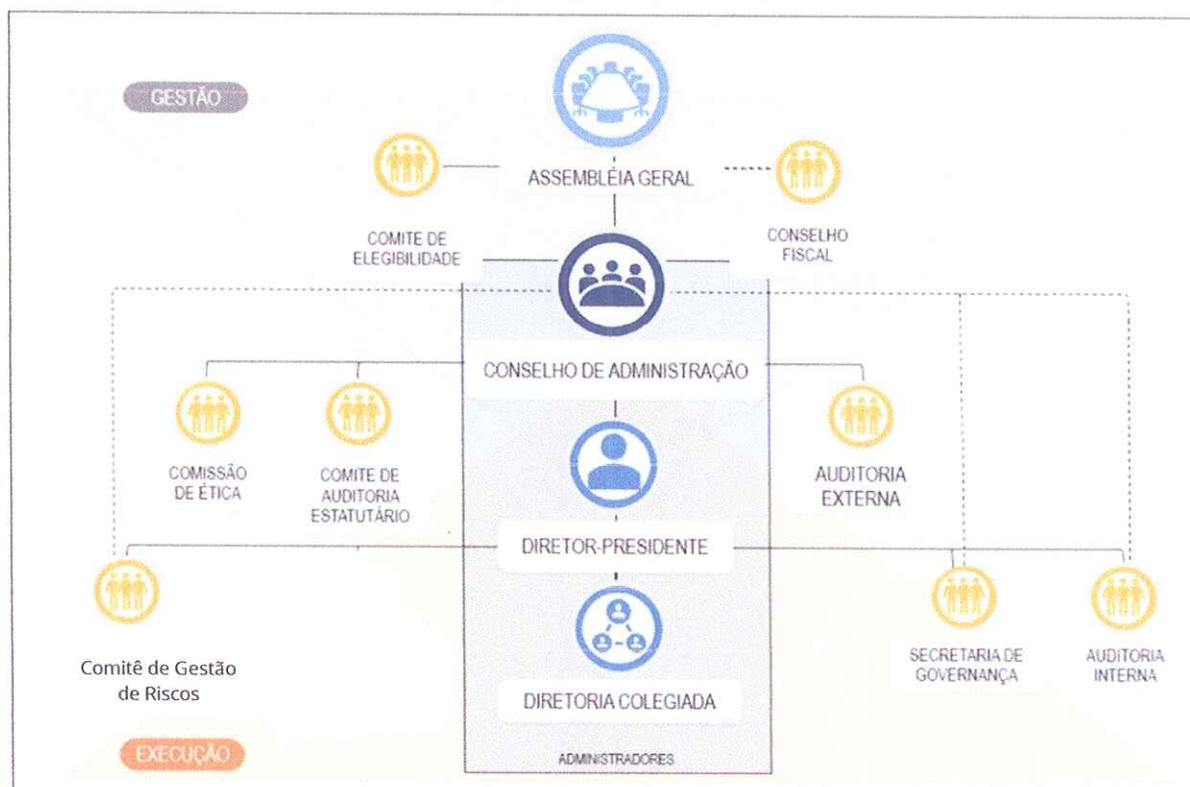 GESTÃO
ASSEMBLÉIA GERAL
COMITE DE
ELEGIBILIDADE
CONSELHO
FISCAL
CONSELHO DE ADMINISTRAÇÃO
COMISSÃO
DE ÉTICA
COMITE DE
AUDITORIA
ESTATUTÁRIO
AUDITORIA
EXTERNA
DIRETOR-PRESIDENTE
Comitê de Gestão
de Riscos
SECRETARIA DE
GOVERNANÇA
AUDITORIA
INTERNA
DIRETORIA COLEGIADA
EXECUÇÃO
ADMINISTRADORES